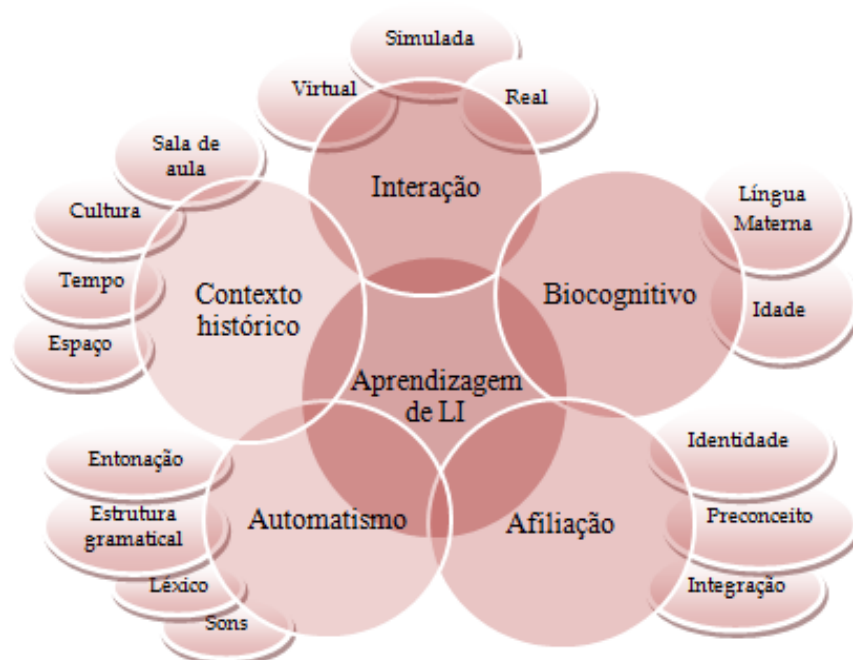 Simulada
Virtual
Real
Interação
Sala de
aula
Cultura
Tempo
Espaço
Contexto
histórico
Língua
Materna
Idade
Biocognitivo
Aprendizagem
de LI
Entonação
Estrutura
gramatical
Léxico
Sons
Automatismo
Afiliação
Identidade
Preconceito
Integração